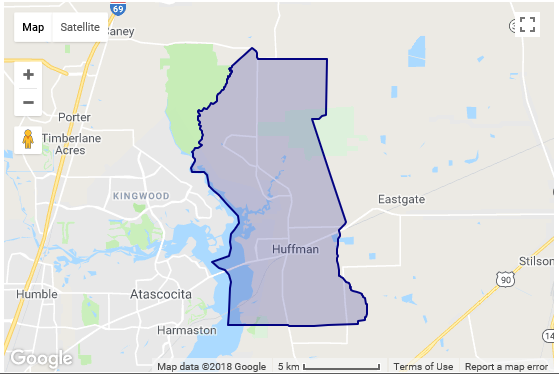 69
Caney
Map
Satellite
+
−
Porter
Timberlane
Acres
KINGWOOD
Eastgate
Huffman
Stilson
90
Humble
Atascocita
Harmaston
14
Google
Map data ©2018 Google
5 km
Terms of Use
Report a map error